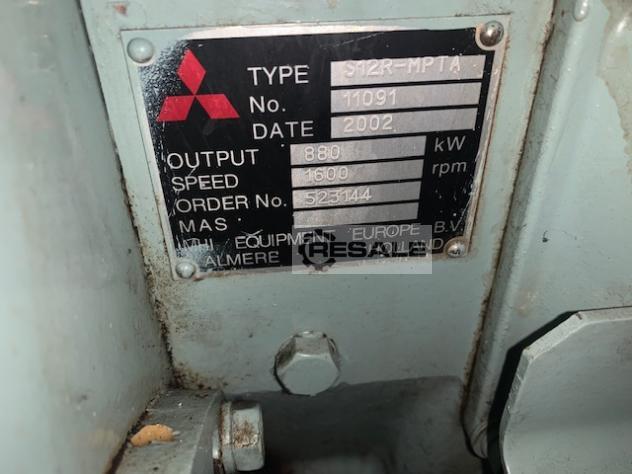 TYPE S12R-MPTA
No. 11091
DATE 2002
OUTPUT 880 kW
SPEED 1600 rpm
ORDER No. 523144
MAS
MHI EQUIPMENT EUROPE B.V.
ALMERE HOLLAND
RESALE